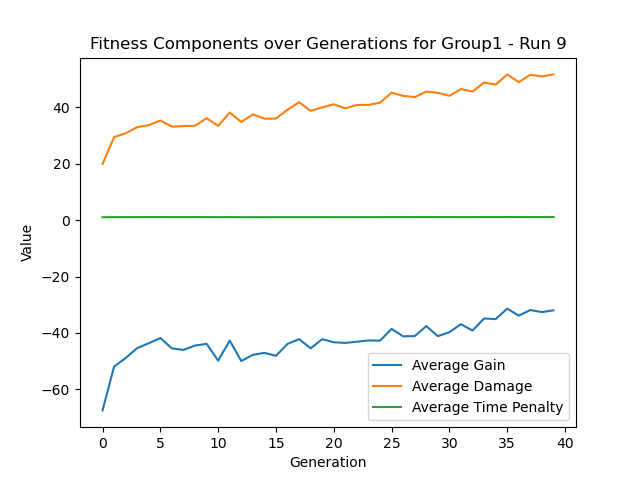 Fitness Components over Generations for Group1 - Run 9
40
20
0
−20
−40
−60
Value
0 5 10 15 20 25 30 35 40
Generation
Average Gain
Average Damage
Average Time Penalty